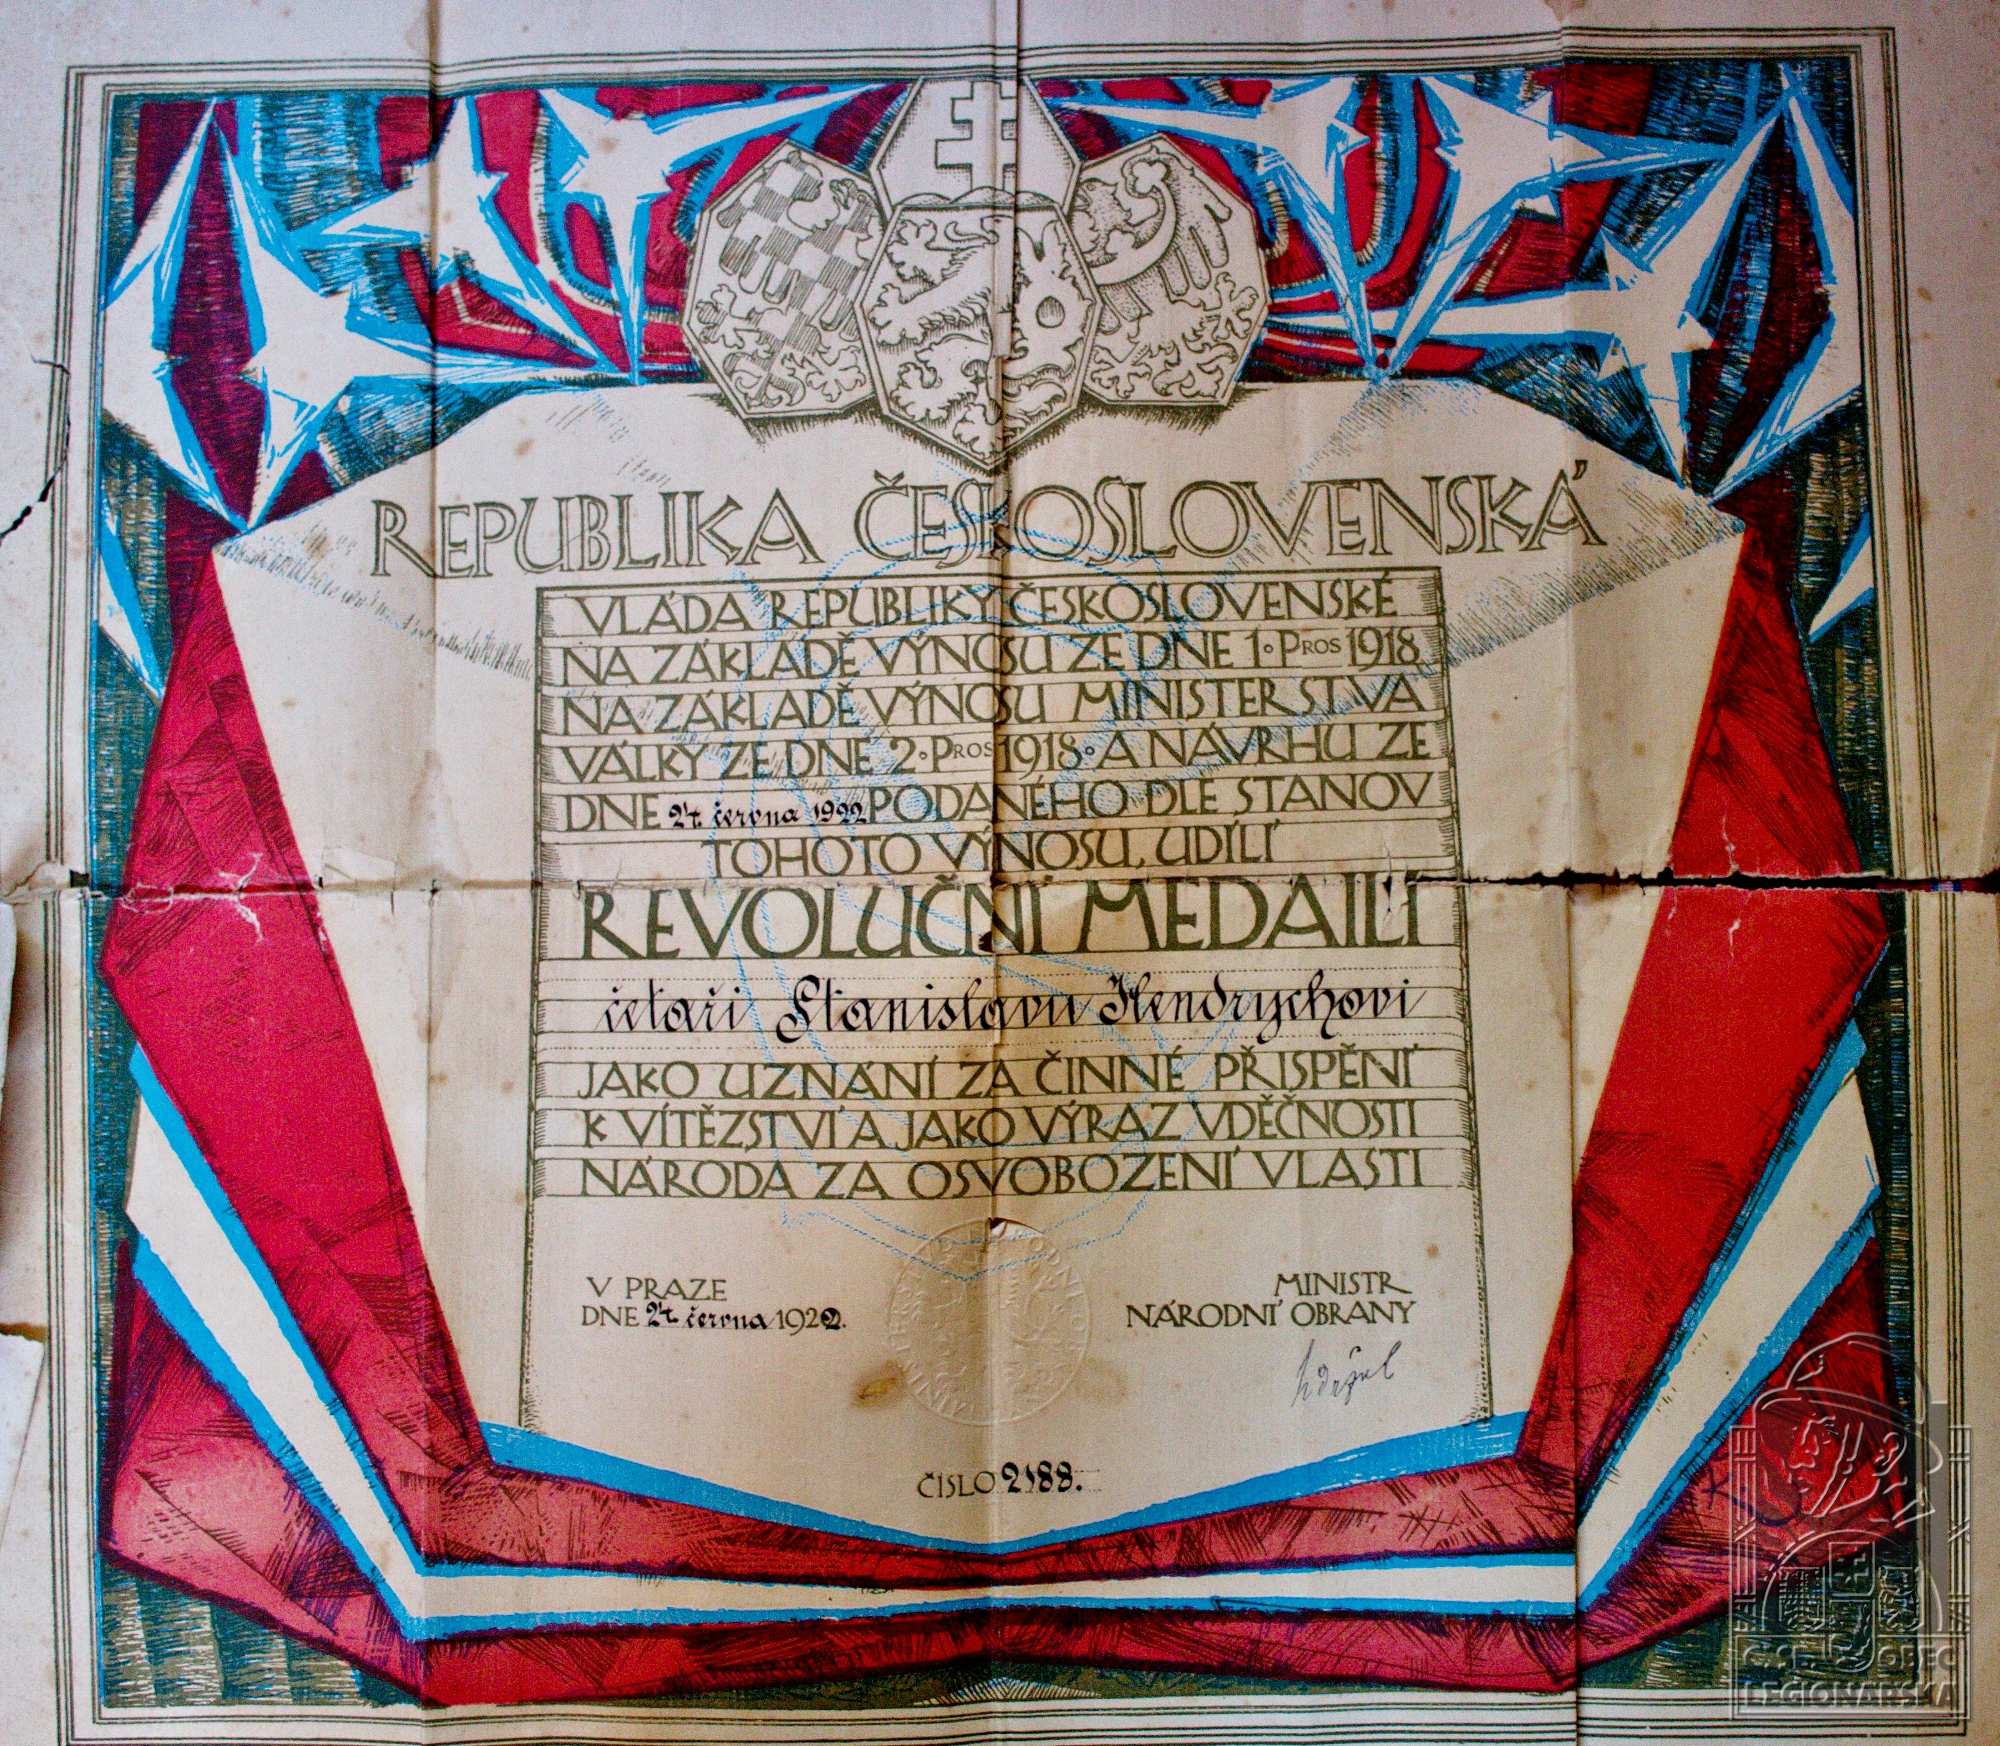 REPUBLIKA ČESKOSLOVENSKÁ
VLÁDA REPUBLIKY ČESKOSLOVENSKÉ
NA ZÁKLADĚ VÝNOSU ZE DNE 1. PROS 1918
NA ZÁKLADĚ VÝNOSU MINISTERSTVA
VÁLKY ZE DNE 2. PROS 1918. A NÁVRHU ZE
DNE 24. června 1922 PODANÉHO DLE STANOV
TOHOTO VÝNOSU, UDÍLÍ
REVOLUČNÍ MEDAILI
četaři Stanislavu Hendrychovi
JAKO UZNÁNÍ ZA ČINNÉ PŘISPĚNÍ
K VÍTĚZSTVÍ A JAKO VÝRAZ VDĚČNOSTI
NÁRODA ZA OSVOBOZENÍ VLASTI
V PRAZE
DNE 24. června 1922.
MINISTR
NÁRODNÍ OBRANY
Udržal
ČÍSLO 2188.
Č.SL. OBEC
LEGIONÁŘSKÁ